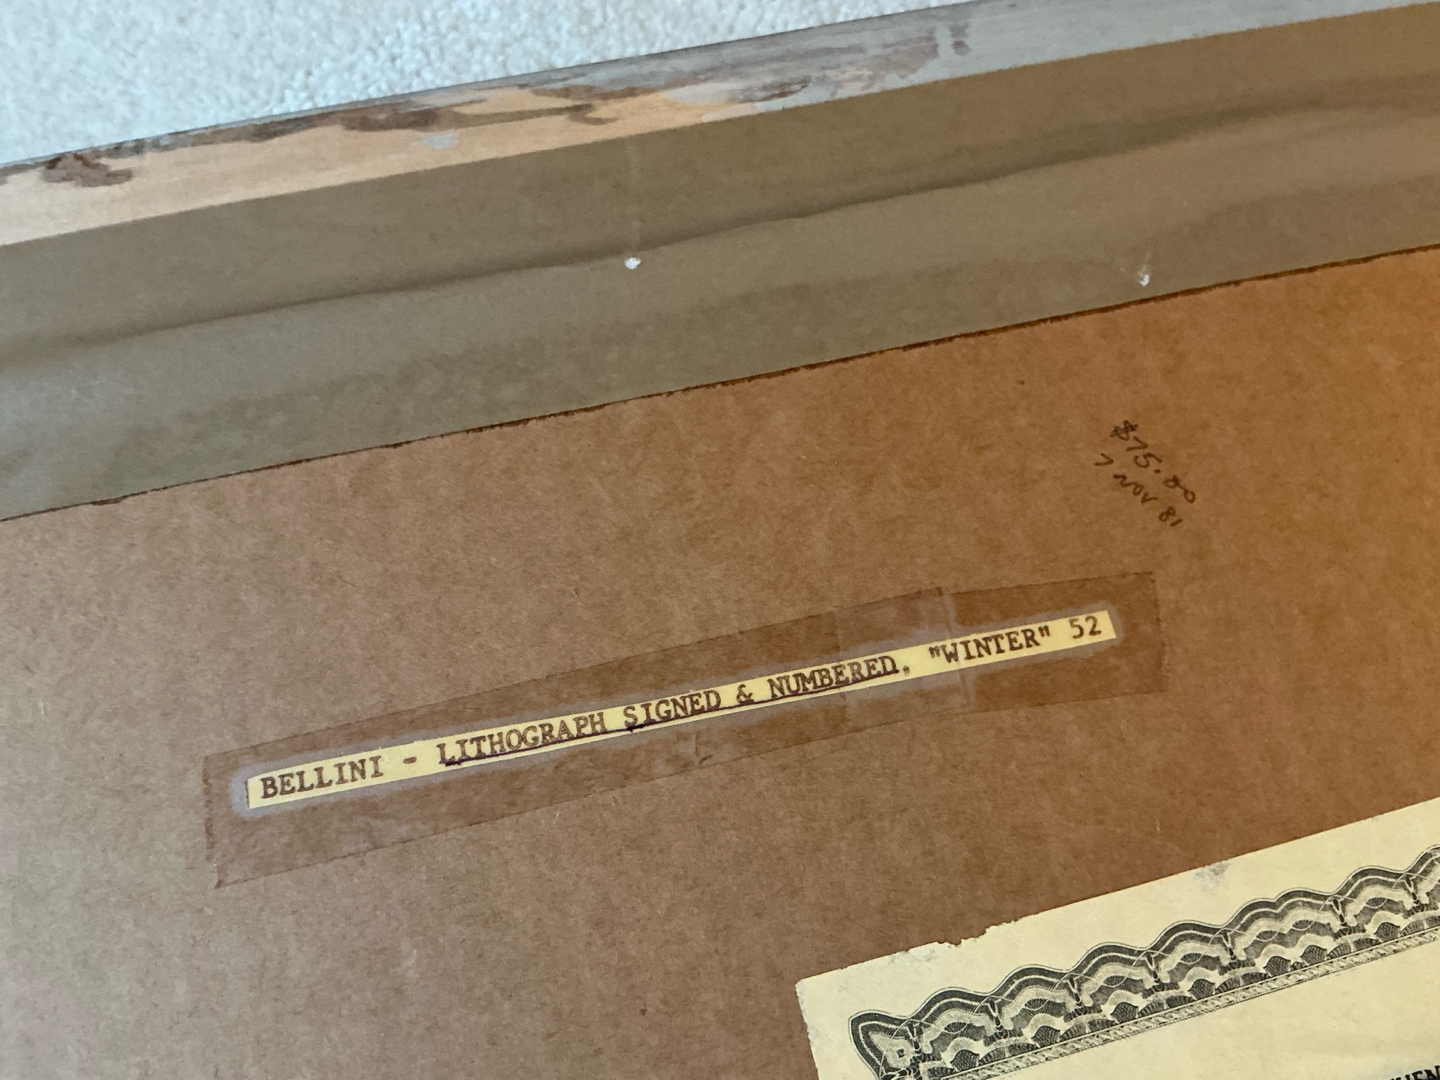 $75.00
7 NOV 81
BELLINI - LITHOGRAPH SIGNED & NUMBERED. "WINTER" 52